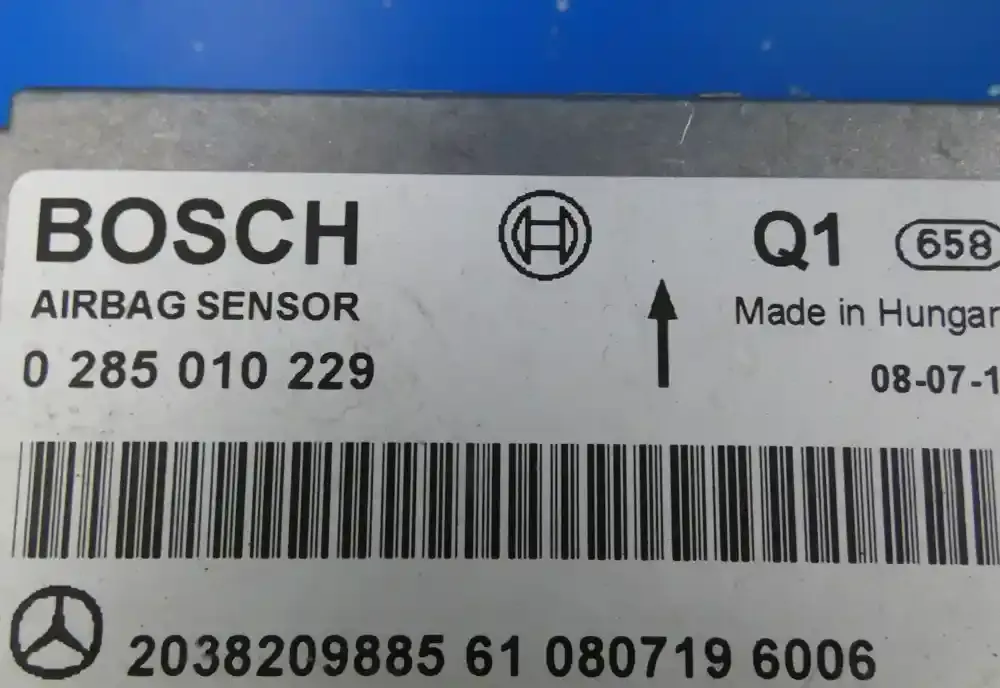 BOSCH
Q1
658
AIRBAG SENSOR
Made in Hungar
0 285 010 229
08-07-1
2038209885 61 080719 6006